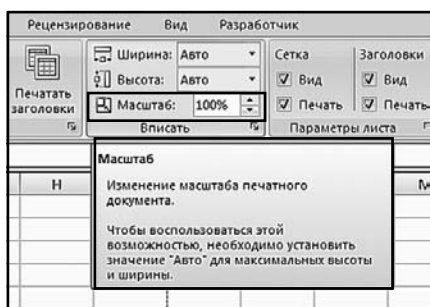 Рецензирование Вид Разработчик
Печатать заголовки
Ширина: Авто
Высота: Авто
Масштаб: 100%
Вписать
Сетка
Вид
Печать
Параметры листа
Заголовки
Вид
Печать
Масштаб
Изменение масштаба печатного
документа.
Чтобы воспользоваться этой
возможностью, необходимо установить
значение "Авто" для максимальных высоты
и ширины.
H